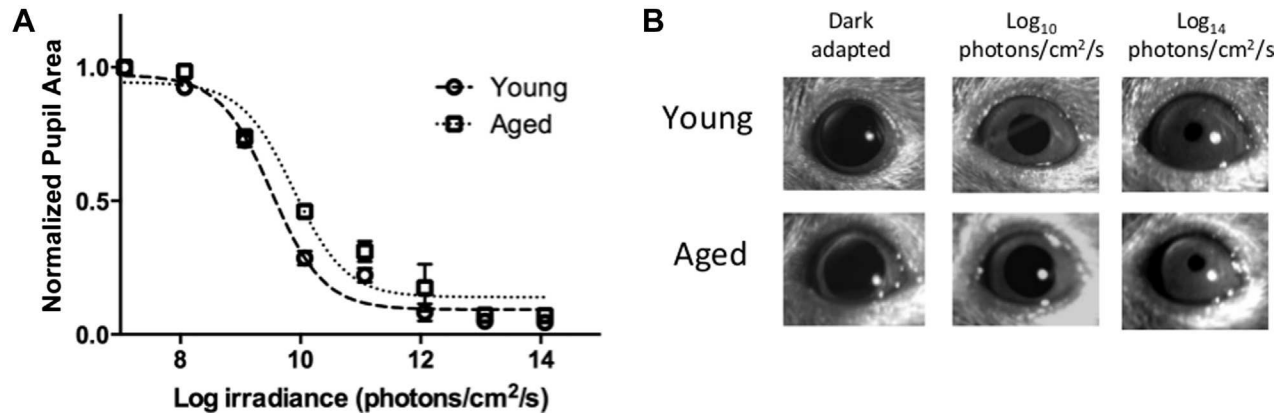 A
Normalized Pupil Area
1.0
0.5
0.0
8
10
12
14
Log irradiance (photons/cm²/s)
Young
Aged
B
Dark
adapted
Log₁₀
photons/cm²/s
Log₁₄
photons/cm²/s
Young
Aged